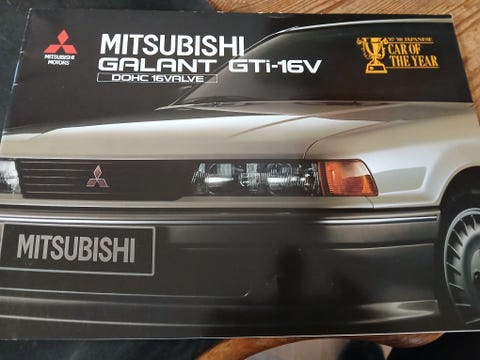 MITSUBISHI
GALANT GTi-16V
DOHC 16VALVE
MITSUBISHI
MOTORS
'87-'88 JAPANESE
CAR OF
THE YEAR
MITSUBISHI